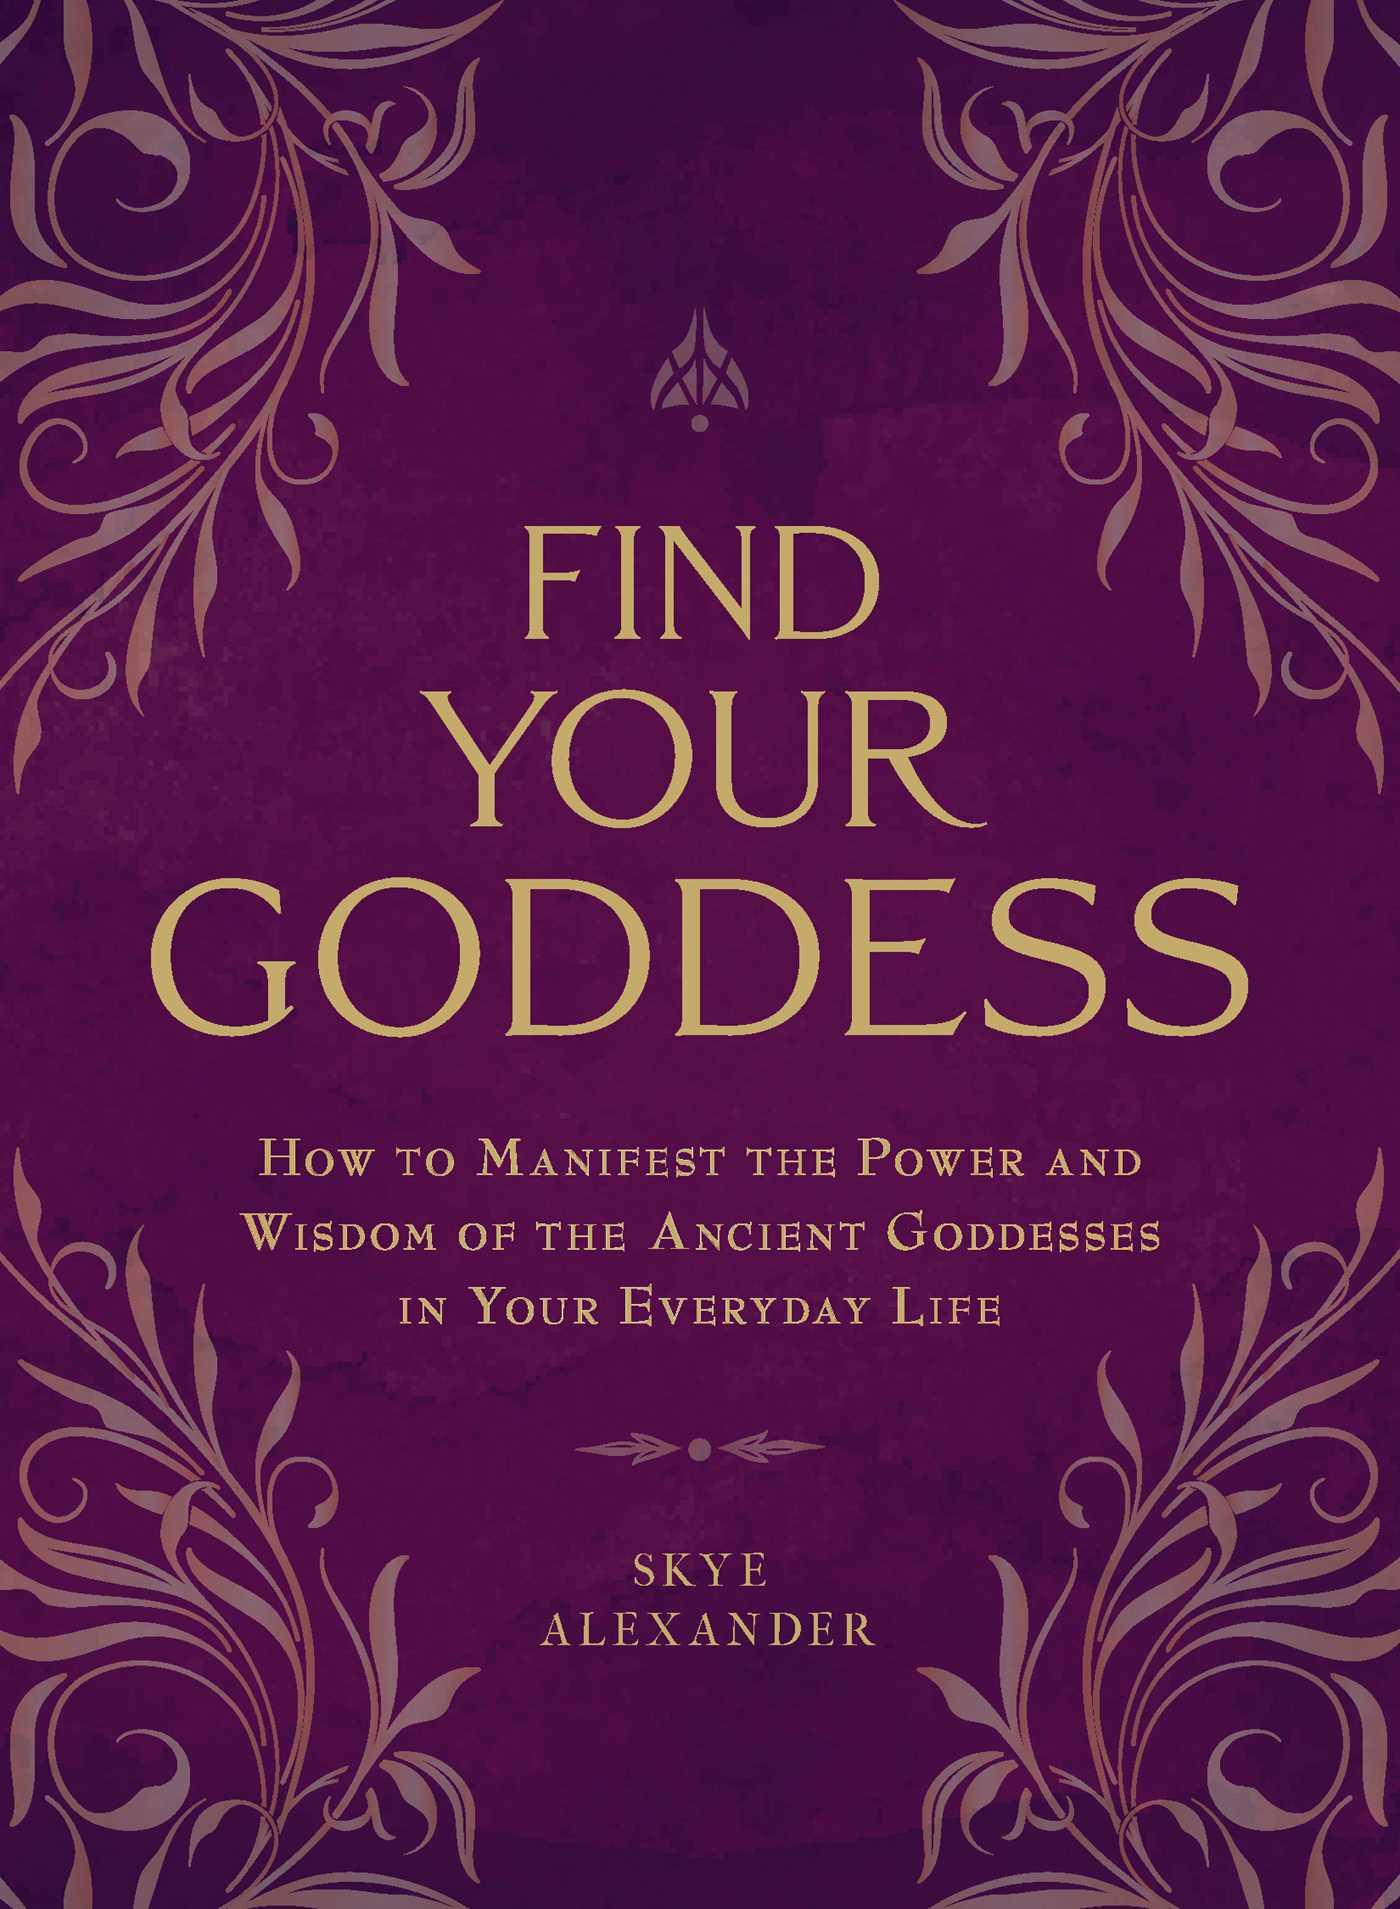 FIND
YOUR
GODDESS
How to Manifest the Power and
Wisdom of the Ancient Goddesses
in Your Everyday Life
SKYE
ALEXANDER